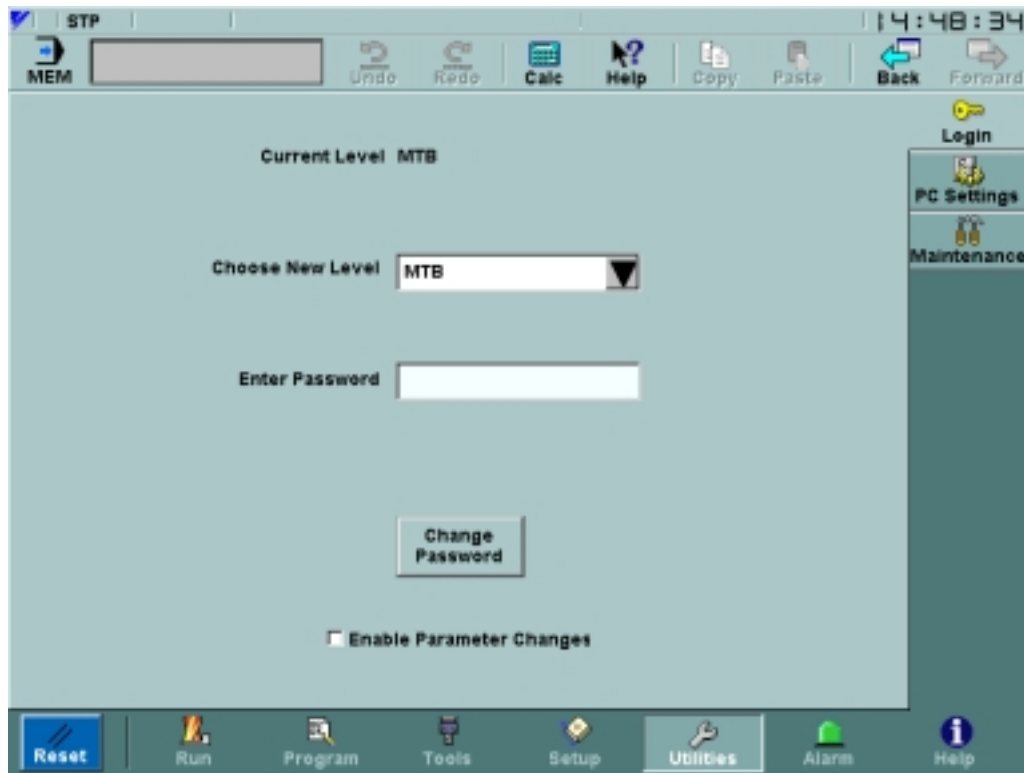 STP 14:48:34
MEM Undo Redo Calc Help Copy Paste Back Forward
Login
Current Level MTB
PC Settings
Maintenance
Choose New Level MTB
Enter Password
Change
Password
Enable Parameter Changes
Reset Run Program Tools Setup Utilities Alarm Help